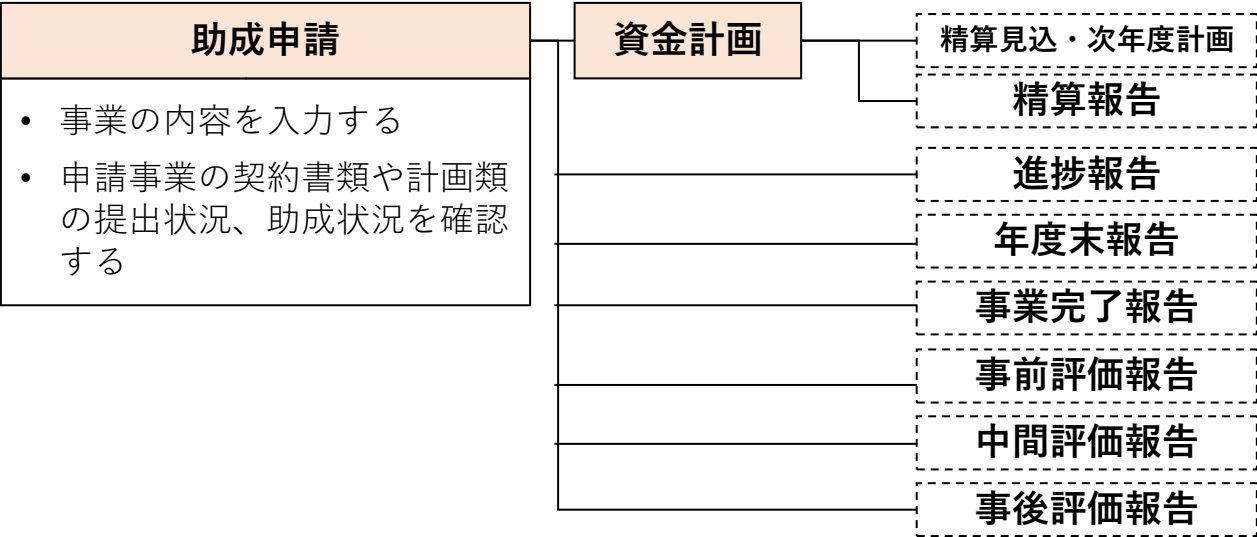 助成申請
• 事業の内容を入力する
• 申請事業の契約書類や計画類
の提出状況、助成状況を確認
する
資金計画
精算見込・次年度計画
精算報告
進捗報告
年度末報告
事業完了報告
事前評価報告
中間評価報告
事後評価報告